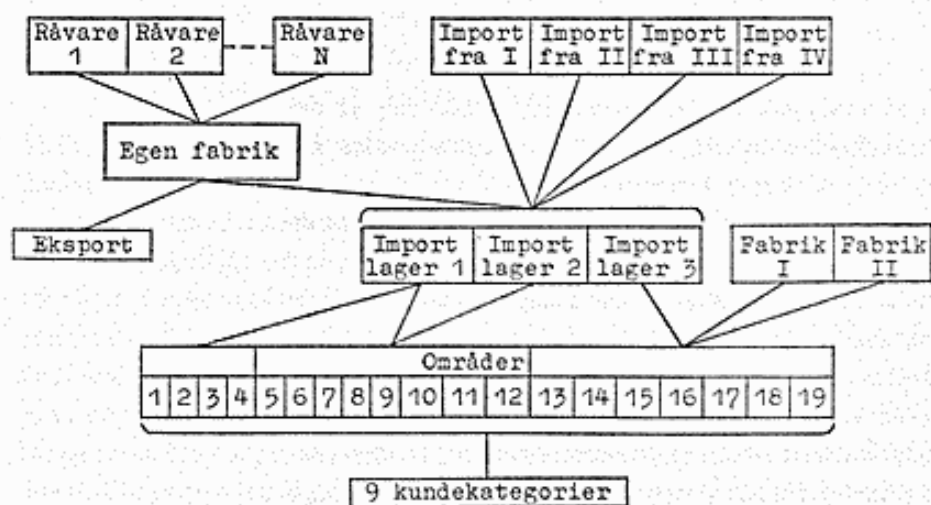 Råvare Råvare Råvare Import Import Import Import
1 2 N fra I fra II fra III fra IV
Egen fabrik
Eksport Import Import Import Fabrik Fabrik
lager 1 lager 2 lager 3 I II
Områder
1 2 3 4 5 6 7 8 9 10 11 12 13 14 15 16 17 18 19
9 kundekategorier